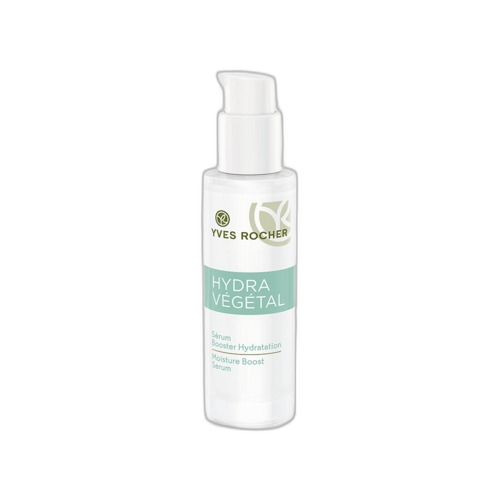 YVES ROCHER
HYDRA
VÉGÉTAL
Sérum
Booster Hydratation
Moisture Boost
Serum